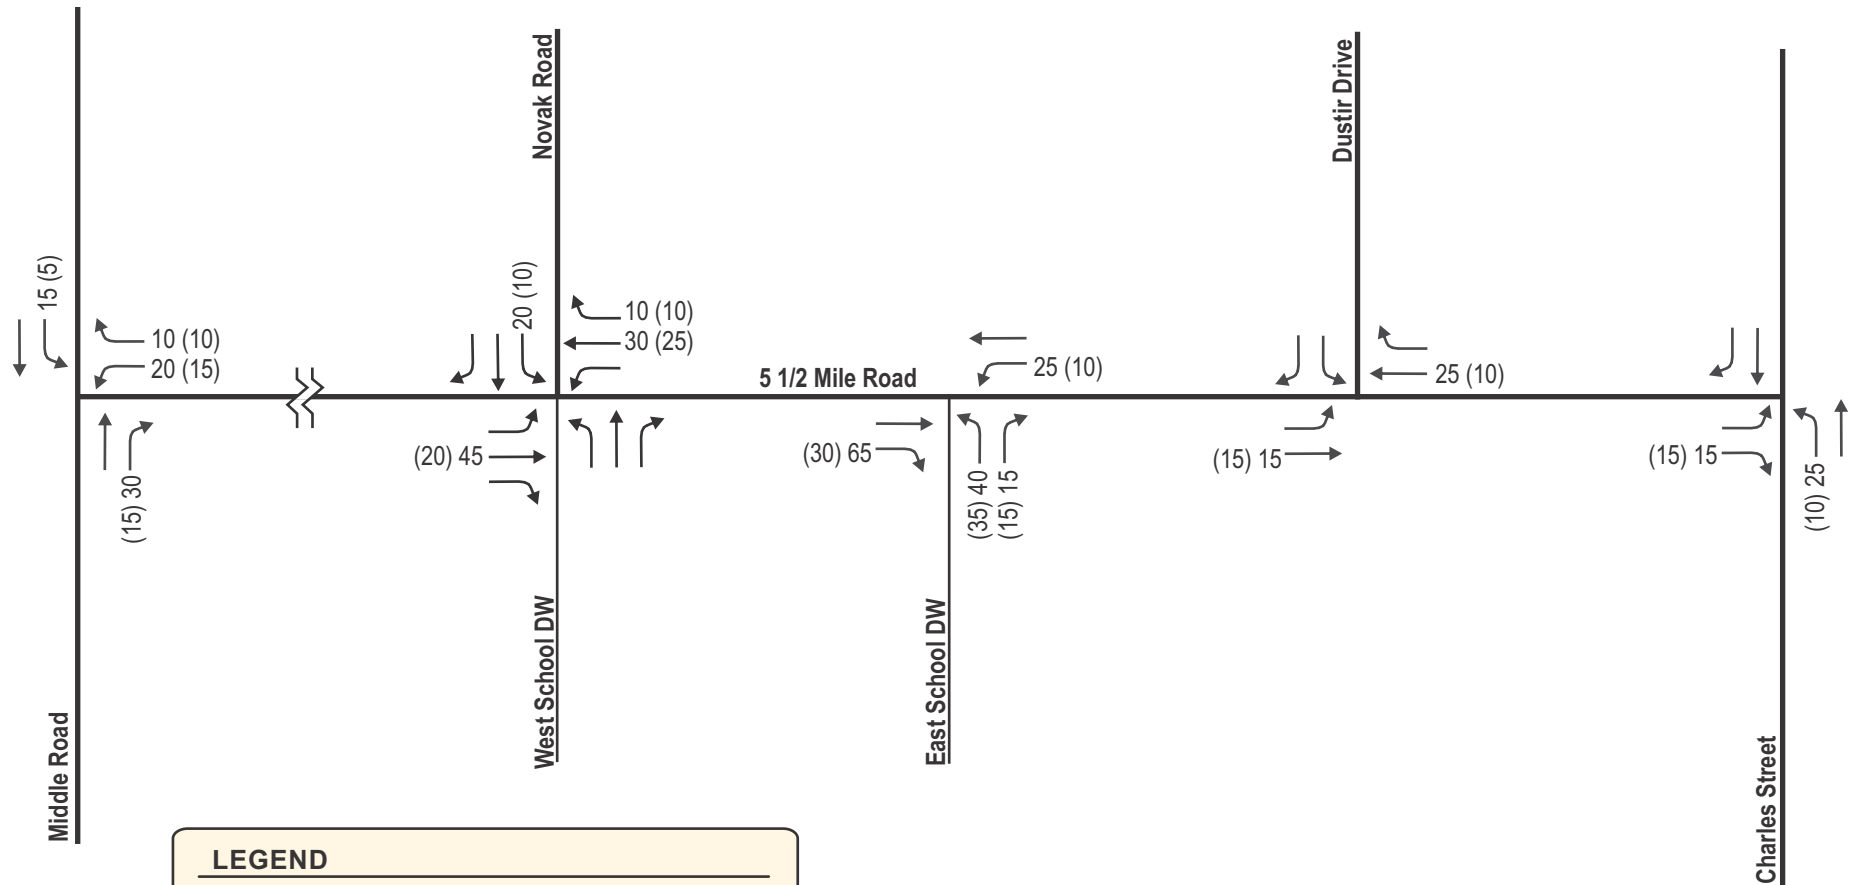 Novak Road
Dustir Drive
15 (5)
10 (10)
20 (15)
20 (10)
10 (10)
30 (25)
5 1/2 Mile Road
25 (10)
25 (10)
(15) 30
(20) 45
(30) 65
(35) 40
(15) 15
(15) 15
(15) 15
(10) 25
Middle Road
West School DW
East School DW
Charles Street
LEGEND